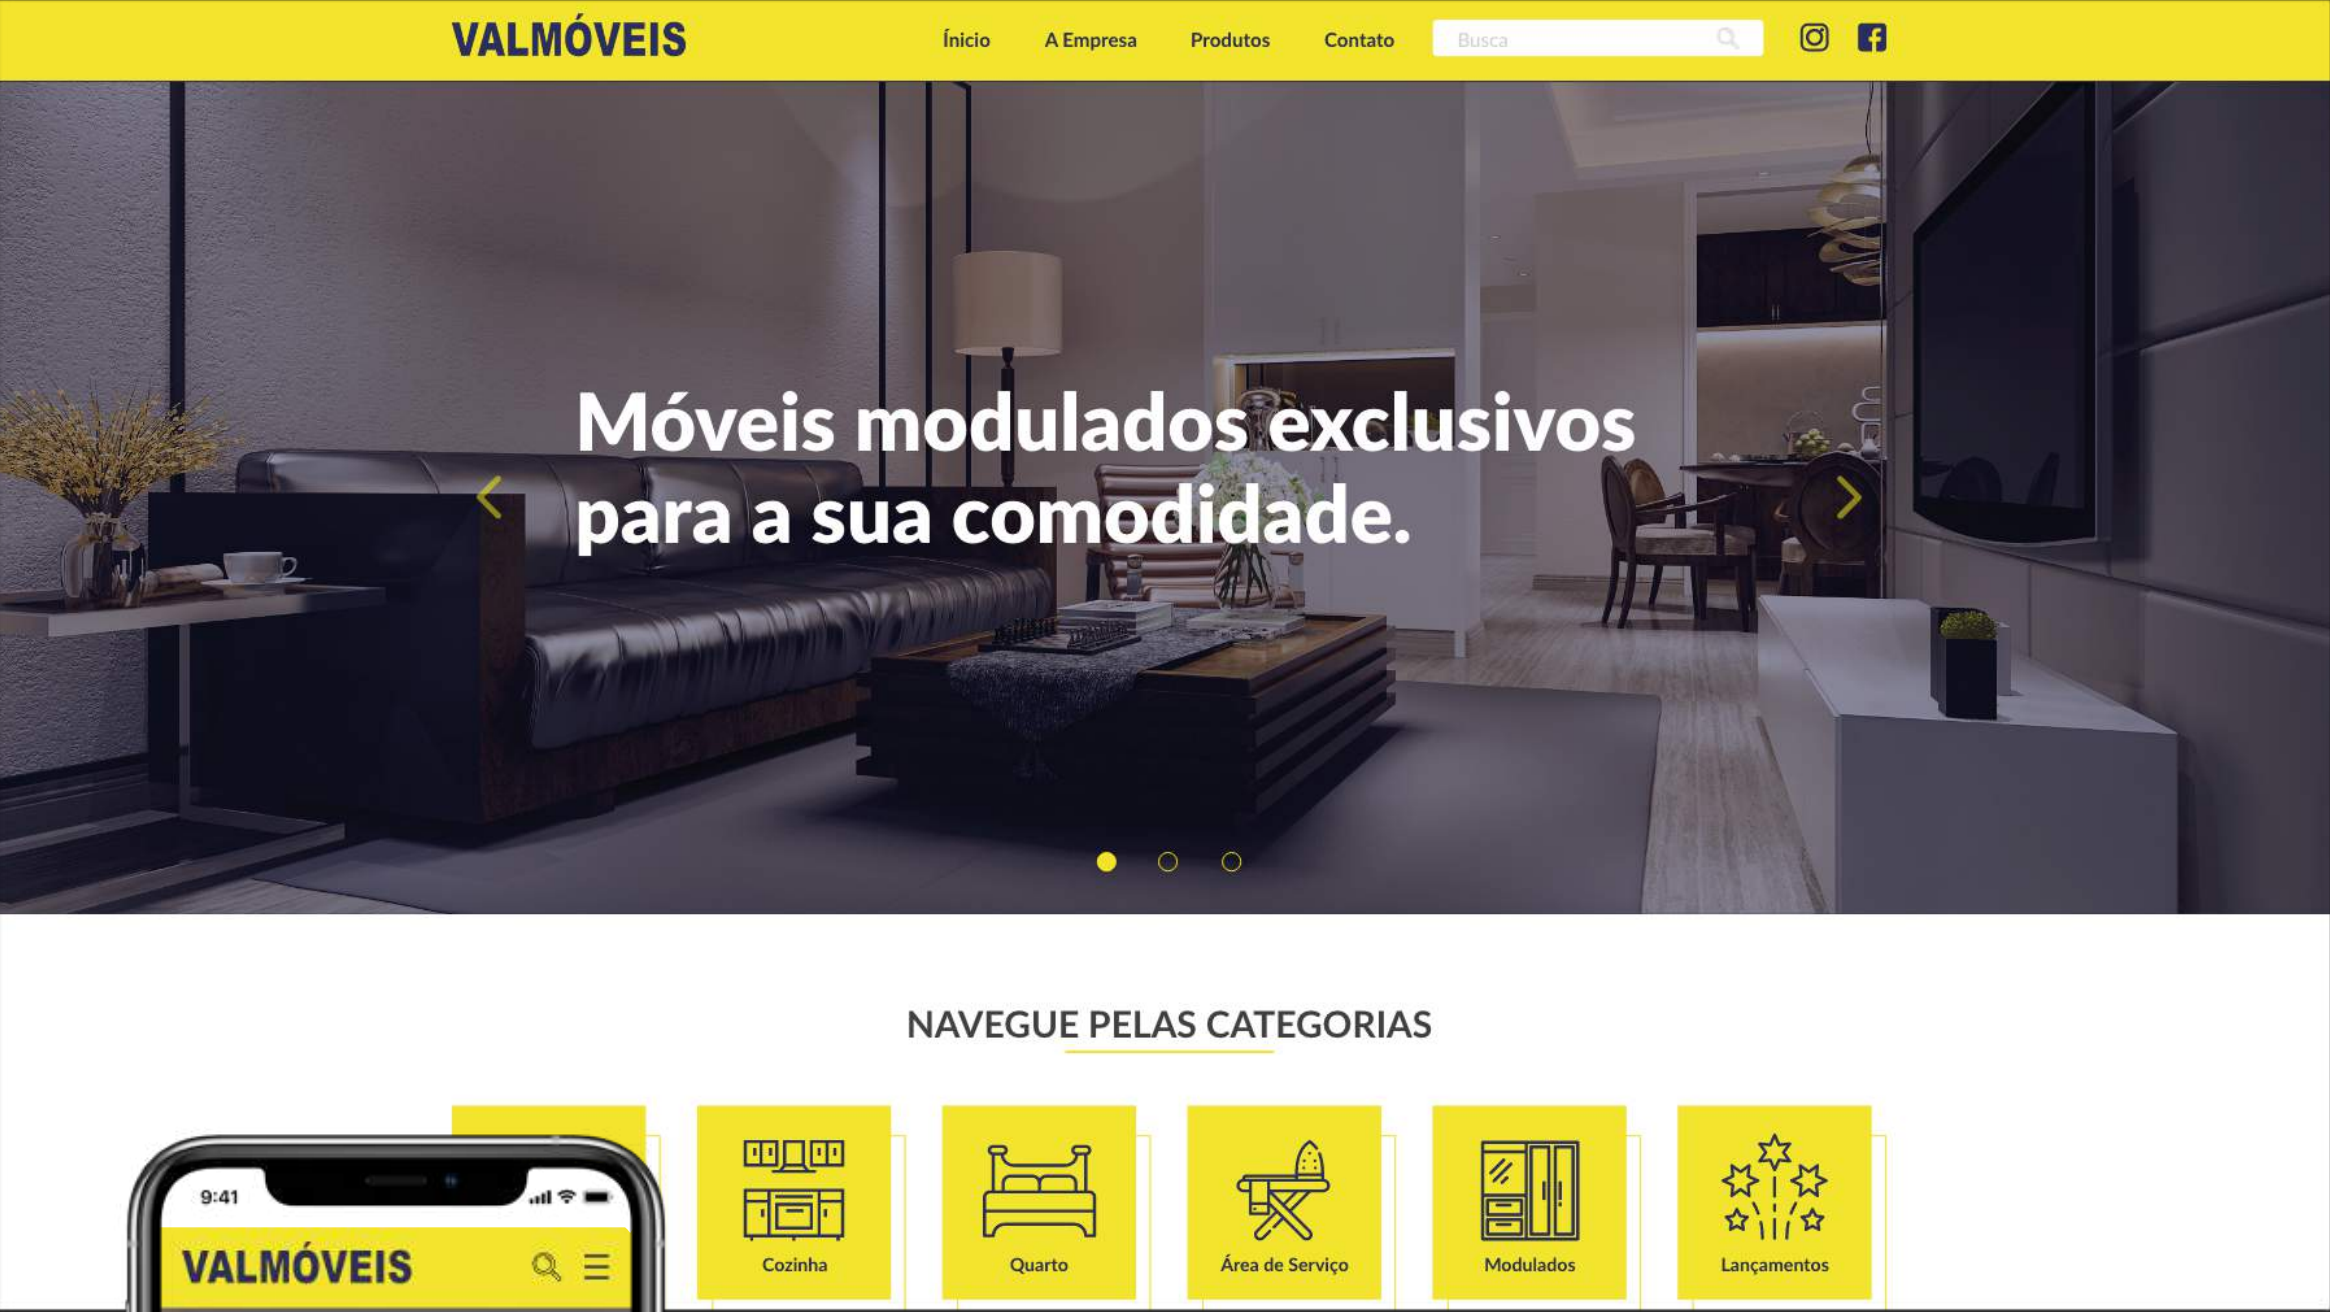 VALMÓVEIS
Ínicio
A Empresa
Produtos
Contato
Busca
Móveis modulados exclusivos
para a sua comodidade.
NAVEGUE PELAS CATEGORIAS
Cozinha
Quarto
Área de Serviço
Modulados
Lançamentos
9:41
VALMÓVEIS